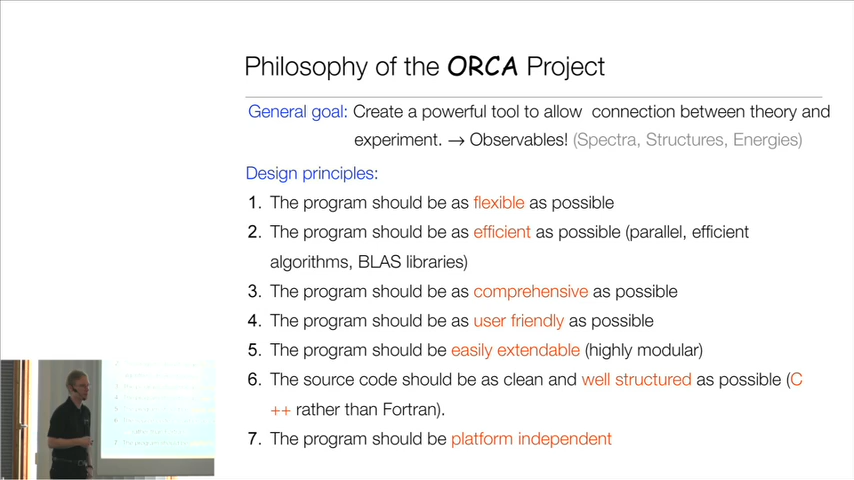 Philosophy of the ORCA Project
General goal: Create a powerful tool to allow connection between theory and
experiment. → Observables! (Spectra, Structures, Energies)
Design principles:
1. The program should be as flexible as possible
2. The program should be as efficient as possible (parallel, efficient
algorithms, BLAS libraries)
3. The program should be as comprehensive as possible
4. The program should be as user friendly as possible
5. The program should be easily extendable (highly modular)
6. The source code should be as clean and well structured as possible (C
++ rather than Fortran).
7. The program should be platform independent